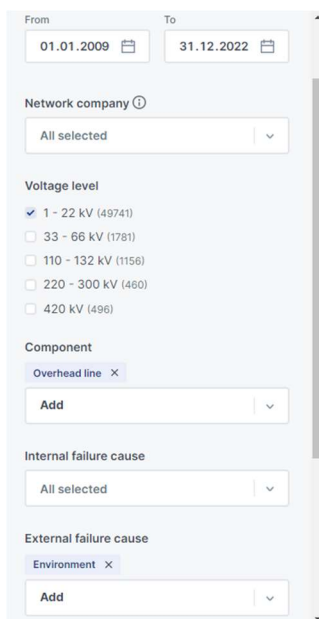 From To
01.01.2009 31.12.2022
Network company
All selected
Voltage level
1 - 22 kV (49741)
33 - 66 kV (1781)
110 - 132 kV (1156)
220 - 300 kV (460)
420 kV (496)
Component
Overhead line ×
Add
Internal failure cause
All selected
External failure cause
Environment ×
Add